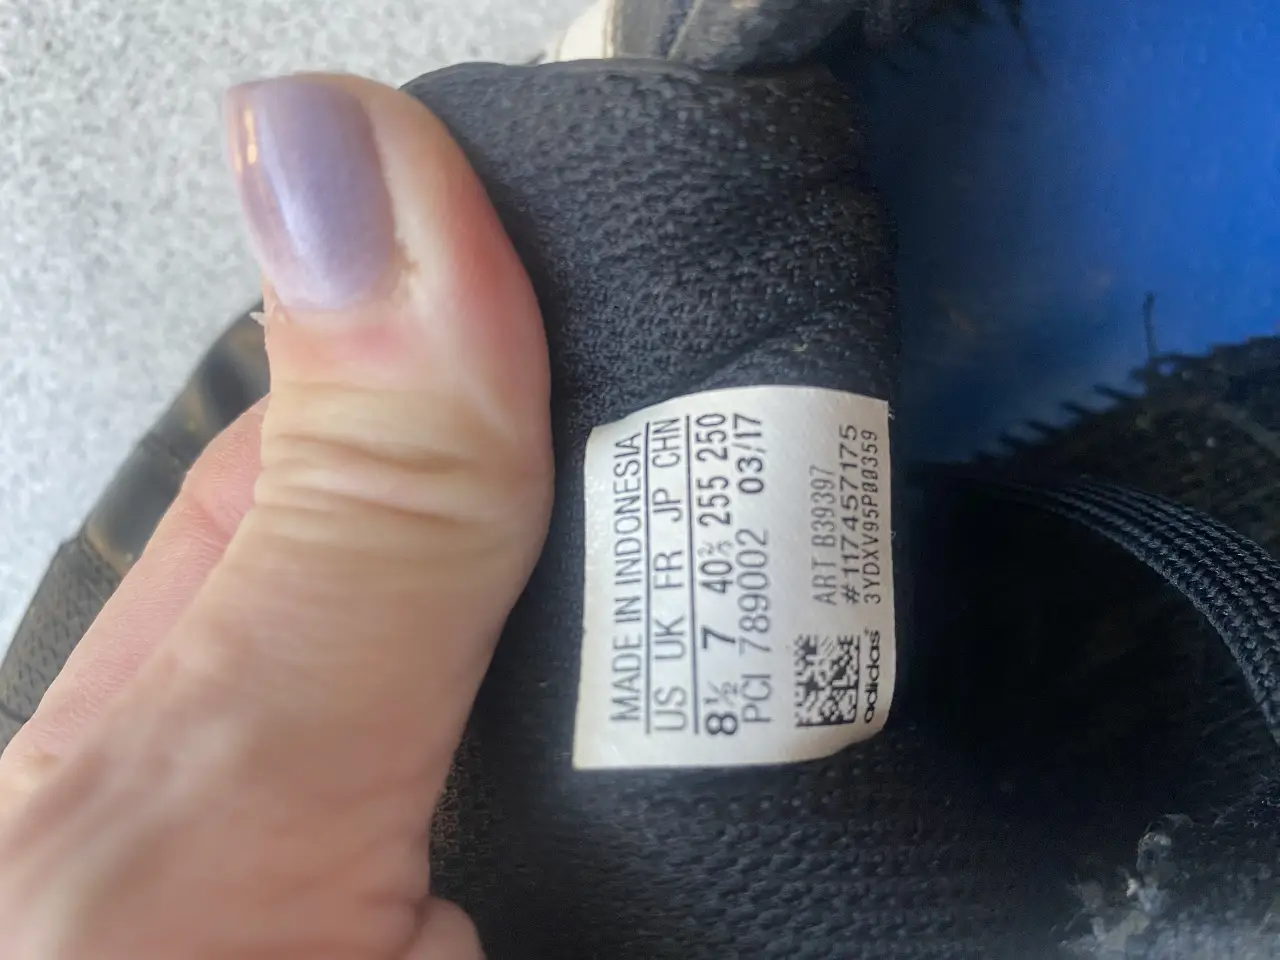 MADE IN INDONESIA
US UK FR JP CHN
8½ 7 40⅔ 255 250
PCI 789002 03/17
ART B39397
#117457175
3YDXV95P00359
adidas